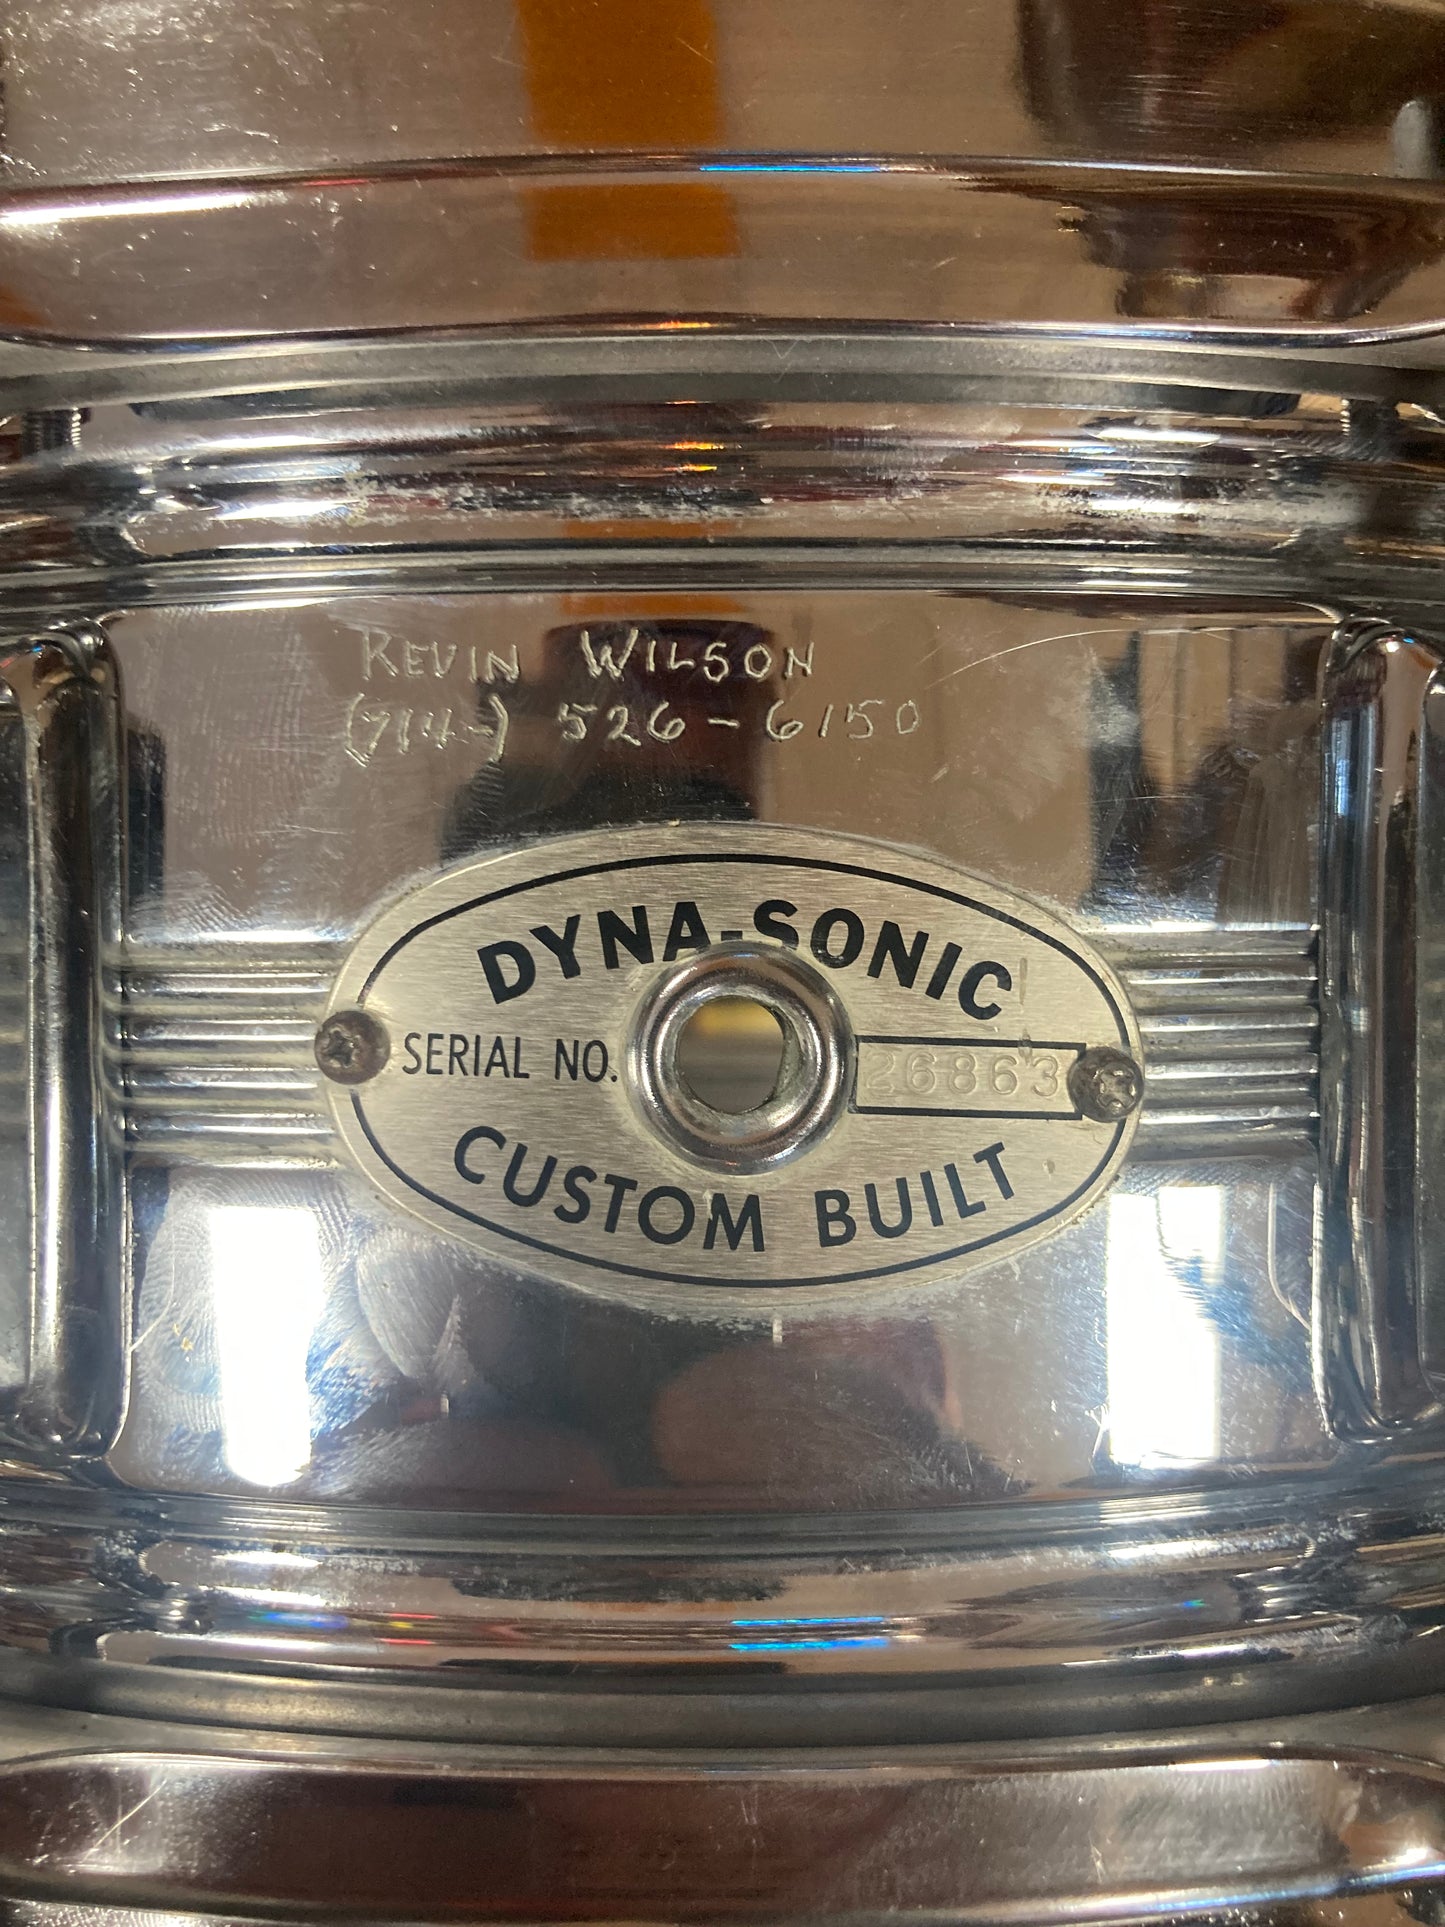 KEVIN WILSON
(714) 526-6150
DYNA-SONIC
SERIAL NO. 26863
CUSTOM BUILT